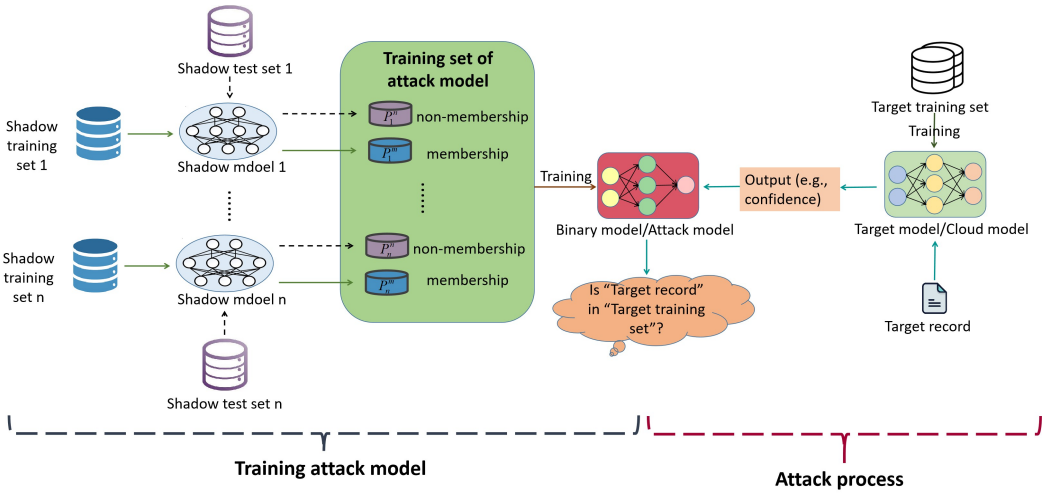 Shadow test set 1
Shadow
training
set 1
Shadow mdoel 1
Training set of
attack model
P₁ⁿ non-membership
P₁ᵐ membership
Shadow
training
set n
Shadow mdoel n
Pₙⁿ non-membership
Pₙᵐ membership
Shadow test set n
Training
Binary model/Attack model
Is “Target record”
in “Target training
set”?
Output (e.g.,
confidence)
Target training set
Training
Target model/Cloud model
Target record
Training attack model
Attack process